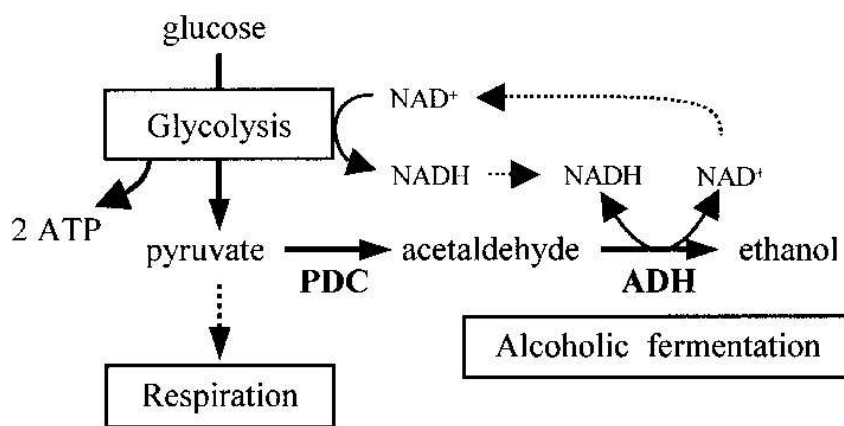 glucose
Glycolysis
NAD⁺
NADH
NADH
NAD⁺
2 ATP
pyruvate
acetaldehyde
ethanol
PDC
ADH
Alcoholic fermentation
Respiration